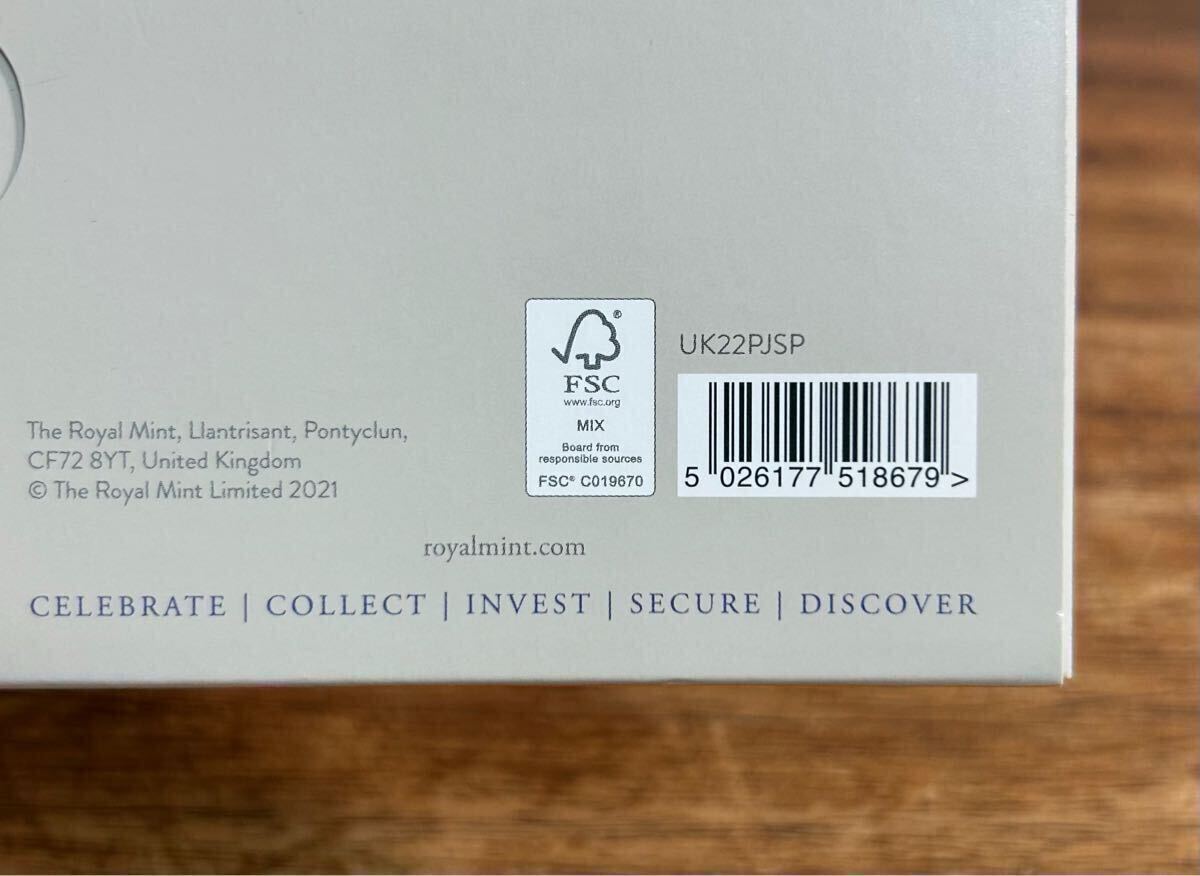 The Royal Mint, Llantrisant, Pontyclun,
CF72 8YT, United Kingdom
© The Royal Mint Limited 2021
®
FSC
www.fsc.org
MIX
Board from
responsible sources
FSC® C019670
UK22PJSP
5 026177 518679 >
royalmint.com
CELEBRATE | COLLECT | INVEST | SECURE | DISCOVER